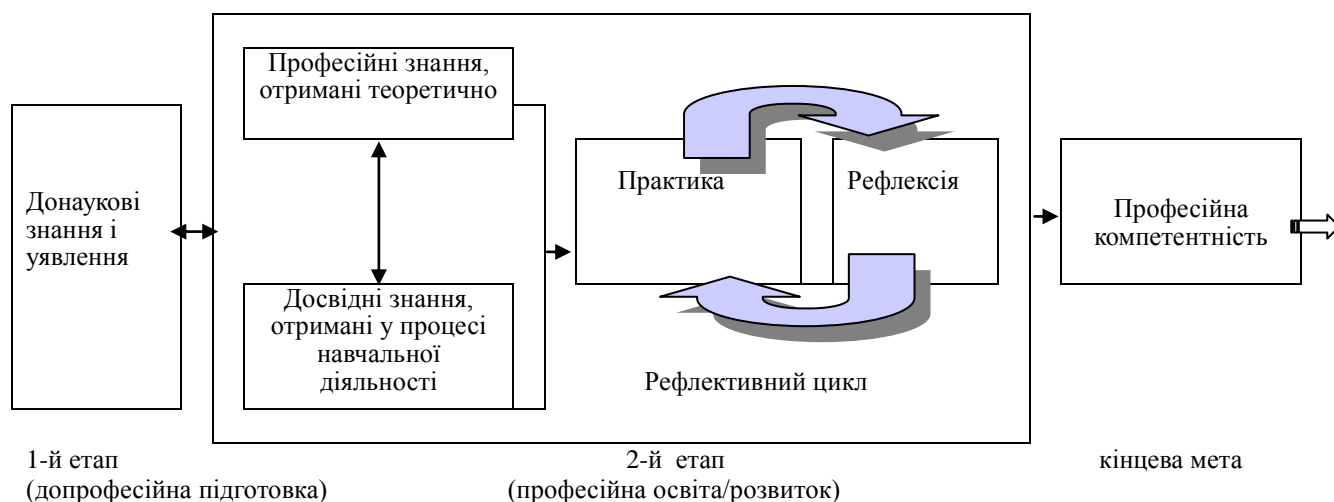 Професійні знання,
отримані теоретично
Донаукові
знання і
уявлення
Досвідні знання,
отримані у процесі
навчальної
діяльності
Практика
Рефлексія
Рефлективний цикл
Професійна
компетентність
1-й етап
(допрофесійна підготовка)
2-й етап
(професійна освіта/розвиток)
кінцева мета